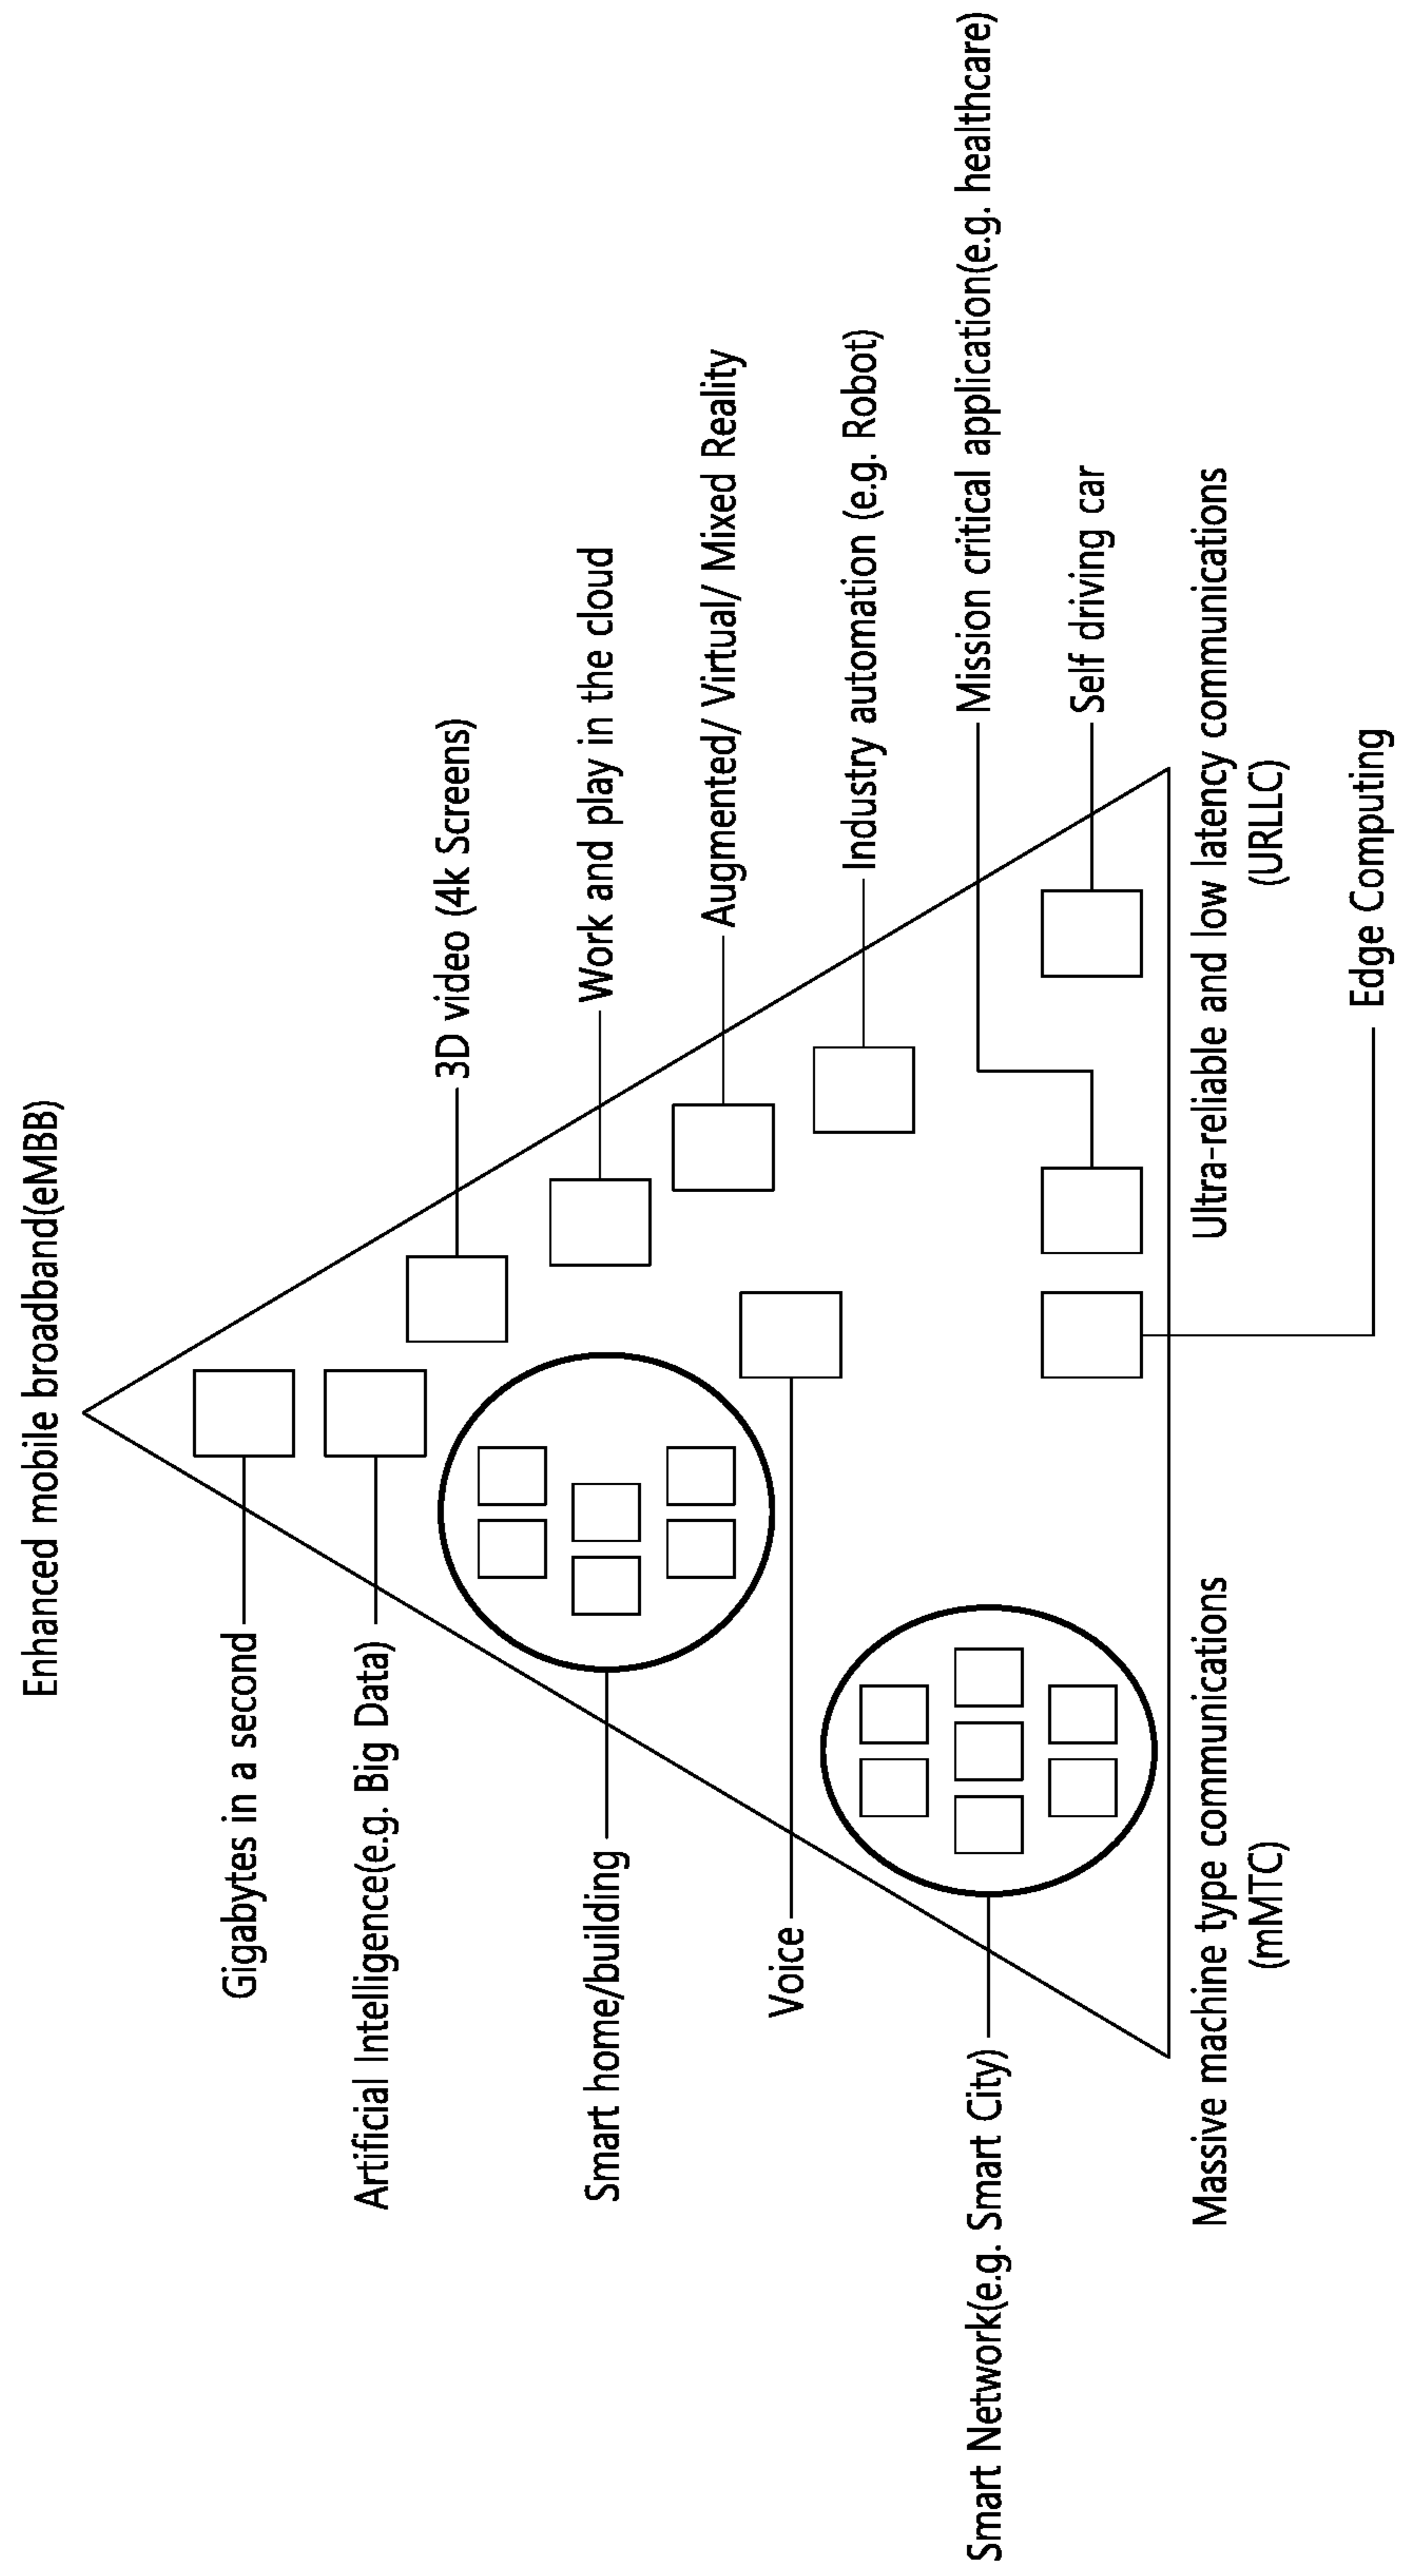 Enhanced mobile broadband(eMBB)
Gigabytes in a second
Artificial Intelligence(e.g. Big Data)
3D video (4k Screens)
Smart home/building
Work and play in the cloud
Augmented/ Virtual/ Mixed Reality
Voice
Industry automation (e.g. Robot)
Smart Network(e.g. Smart City)
Mission critical application(e.g. healthcare)
Self driving car
Massive machine type communications
(mMTC)
Ultra-reliable and low latency communications
(URLLC)
Edge Computing